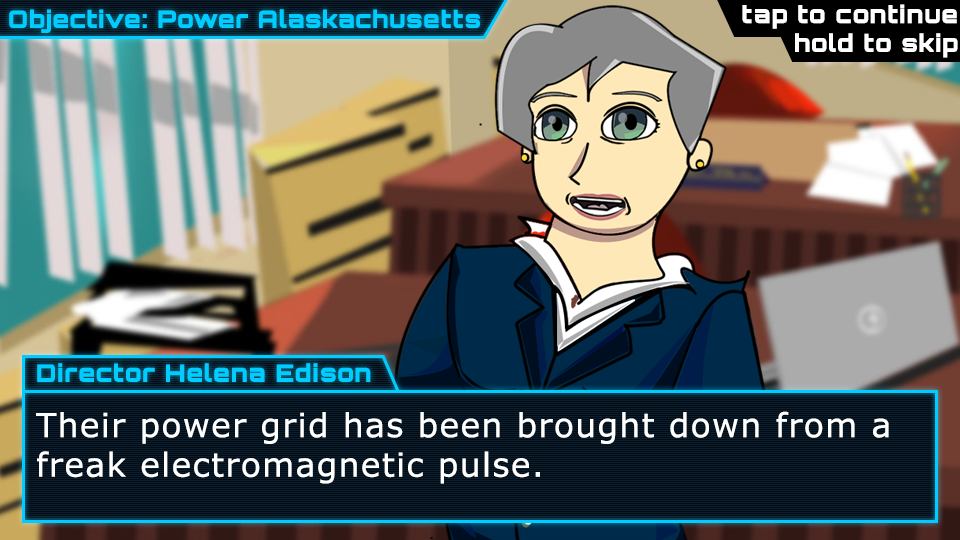 Objective: Power Alaskachusetts
tap to continue
hold to skip
Director Helena Edison
Their power grid has been brought down from a
freak electromagnetic pulse.